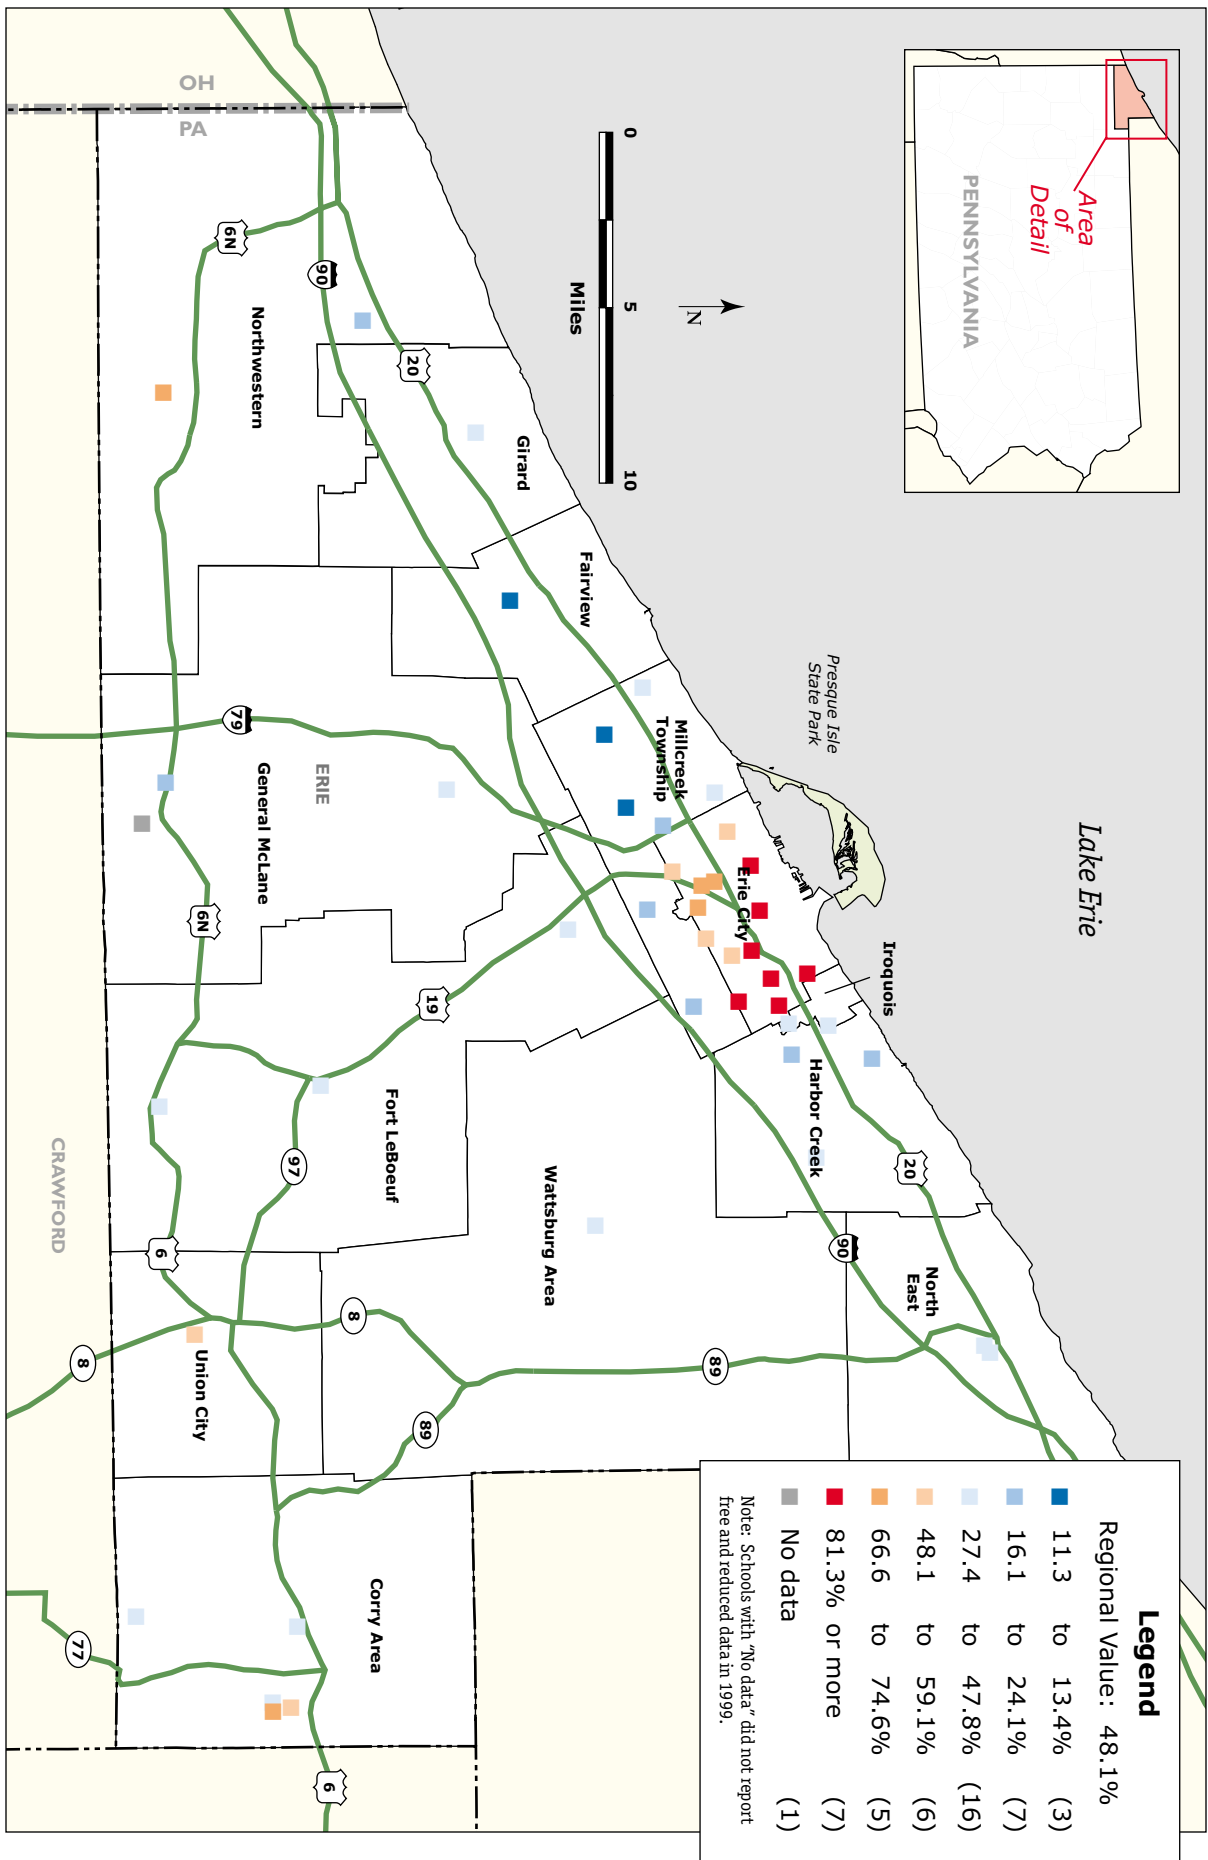 Legend
Regional Value: 48.1%
11.3 to 13.4% (3)
16.1 to 24.1% (7)
27.4 to 47.8% (16)
48.1 to 59.1% (6)
66.6 to 74.6% (5)
81.3% or more (7)
No data (1)
Note: Schools with "No data" did not report
free and reduced data in 1999.
Area
of
Detail
PENNSYLVANIA
Lake Erie
N
0 5 10
Miles
Presque Isle
State Park
Iroquois
North
East
20
90
Harbor Creek
Erie City
Millcreek
Township
Fairview
Girard
20
89
Wattsburg Area
19
Fort LeBoeuf
89
8
90
ERIE
General McLane
79
Northwestern
6N
6N
97
6
Union City
Corry Area
6
8
77
OH
PA
CRAWFORD